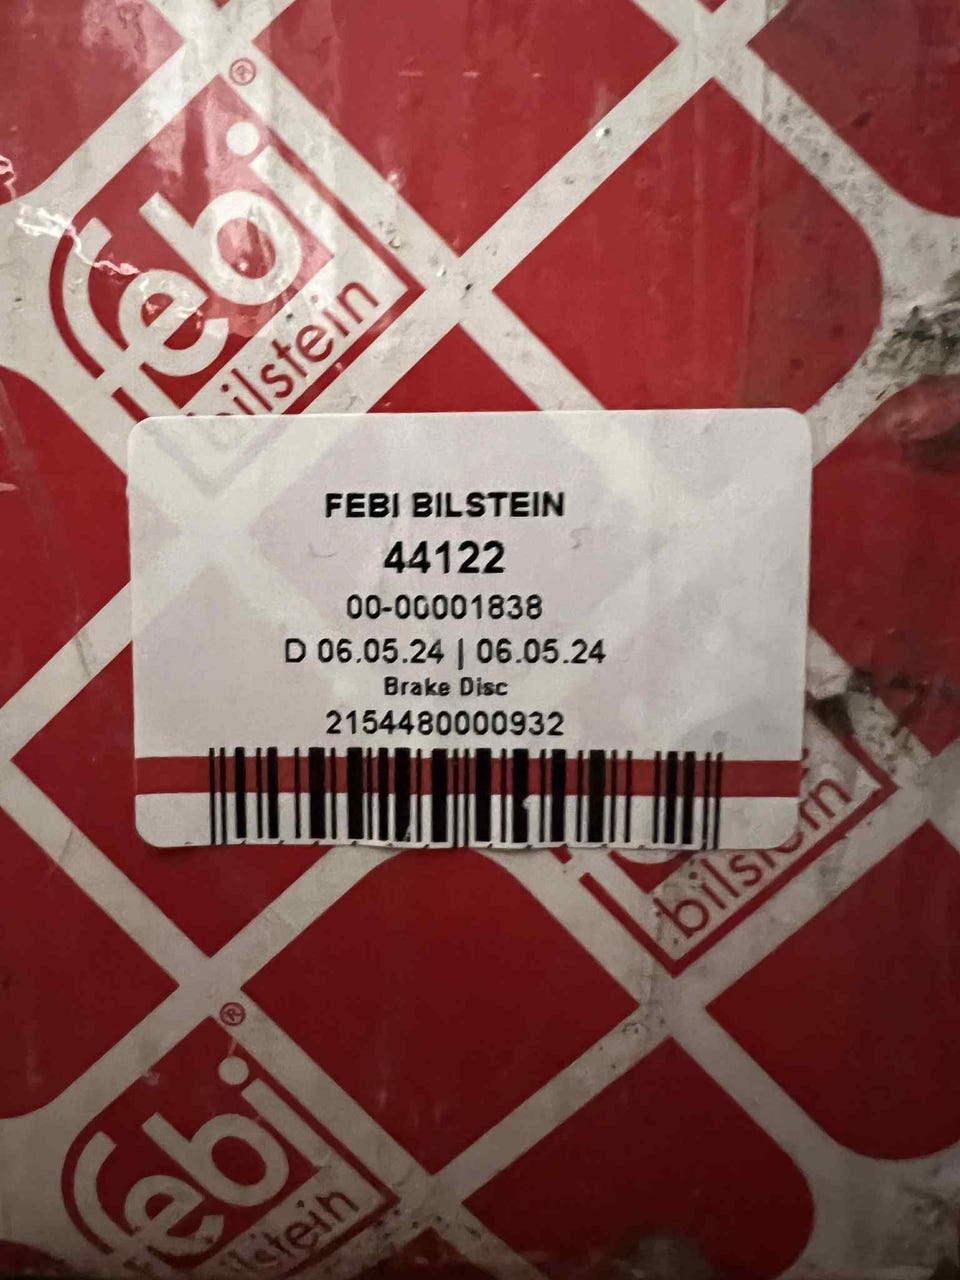 ®
febi
bilstein
FEBI BILSTEIN
44122
00-00001838
D 06.05.24 | 06.05.24
Brake Disc
2154480000932
bilstein
®
febi
bilstein